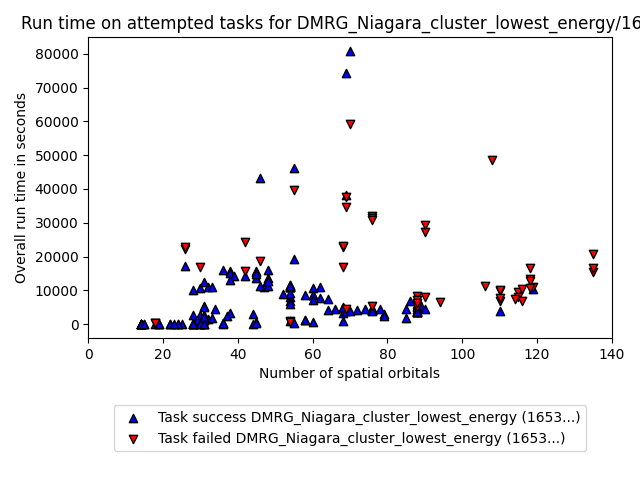 Run time on attempted tasks for DMRG_Niagara_cluster_lowest_energy/16
80000
70000
60000
50000
40000
30000
20000
10000
0
Overall run time in seconds
0 20 40 60 80 100 120 140
Number of spatial orbitals
Task success DMRG_Niagara_cluster_lowest_energy (1653...)
Task failed DMRG_Niagara_cluster_lowest_energy (1653...)